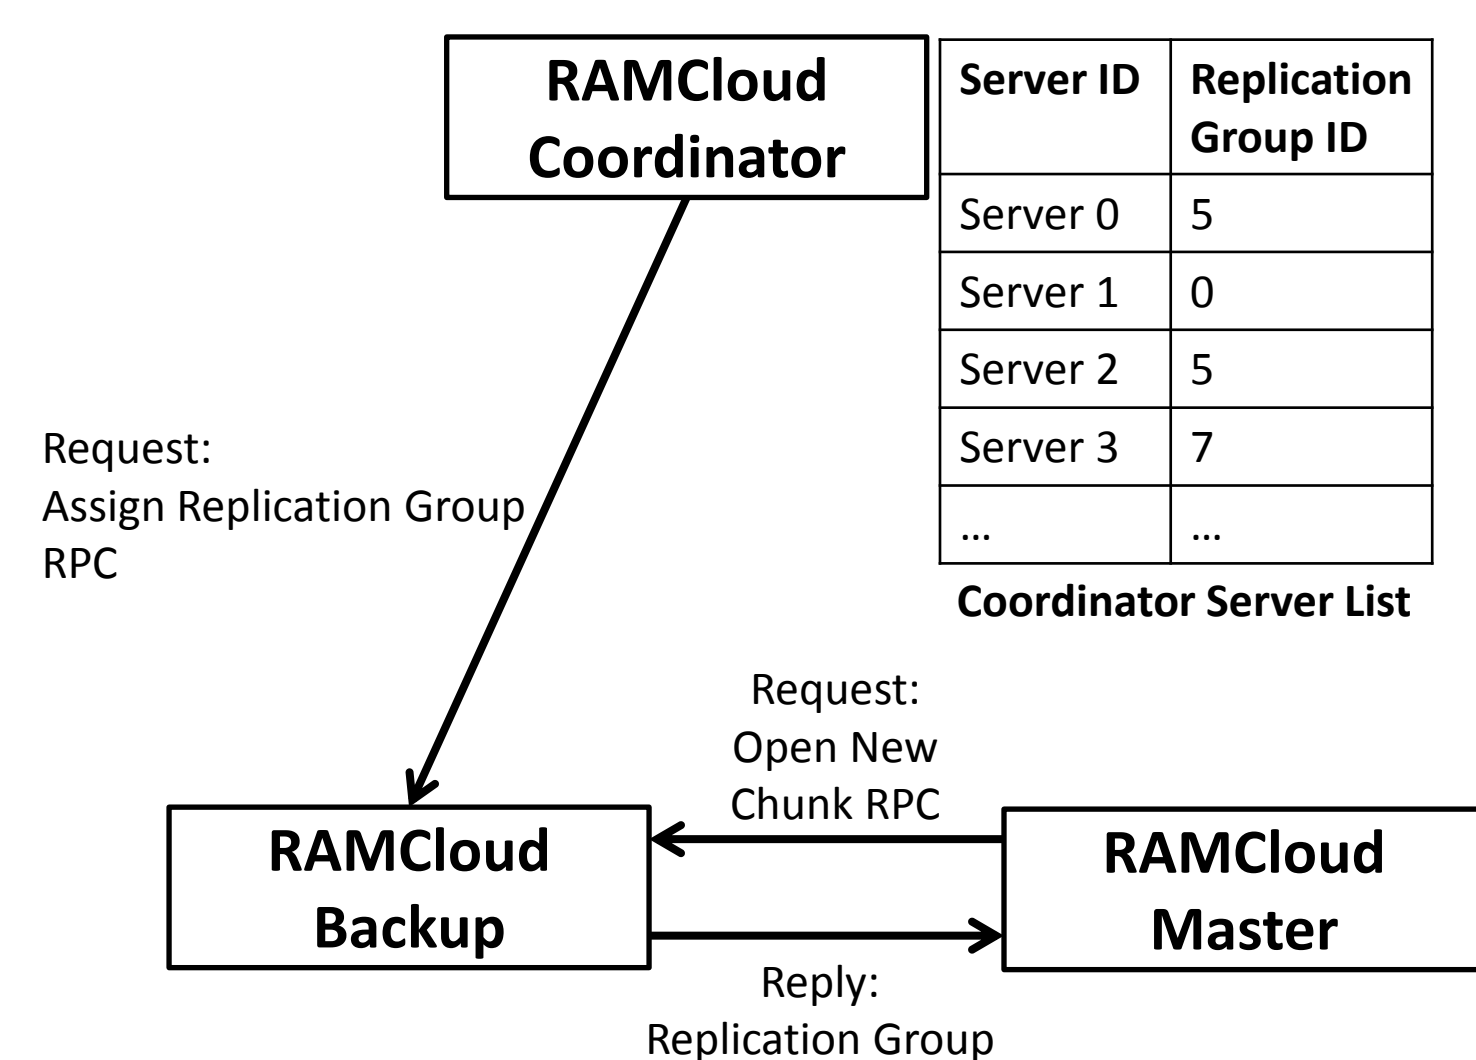 RAMCloud
Coordinator
Server ID
Replication
Group ID
Server 0 5
Server 1 0
Server 2 5
Server 3 7
... ...
Coordinator Server List
Request:
Assign Replication Group
RPC
Request:
Open New
Chunk RPC
RAMCloud
Backup
RAMCloud
Master
Reply:
Replication Group